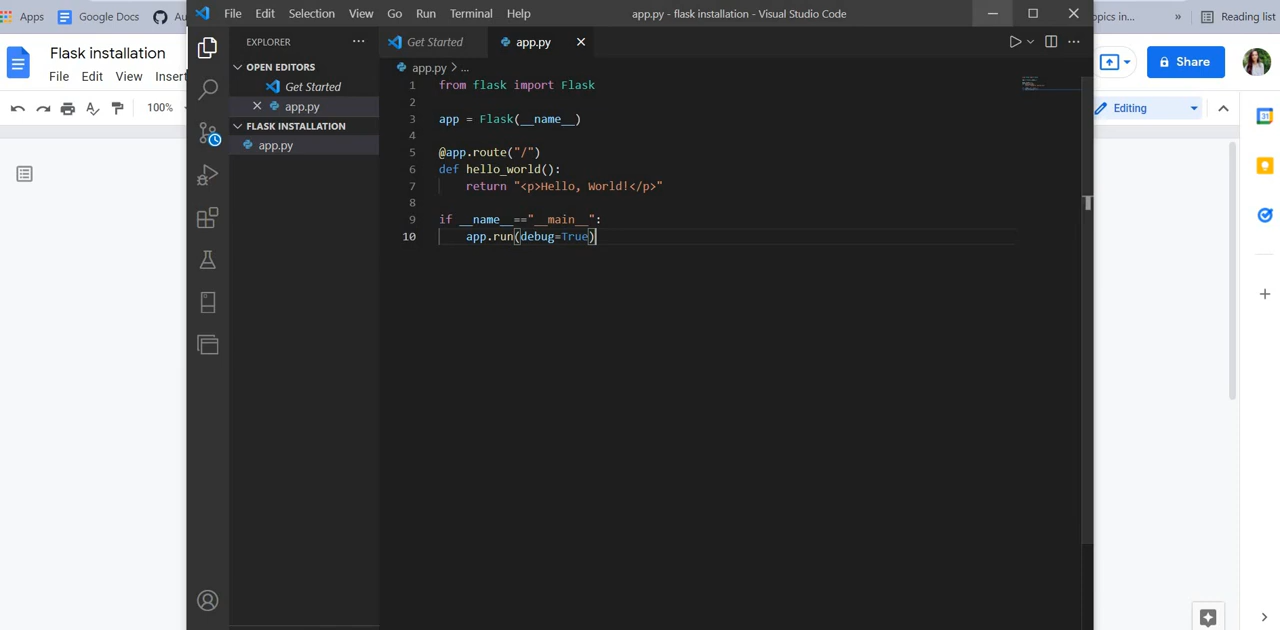 Apps
Google Docs
Au
File Edit Selection View Go Run Terminal Help
app.py - flask installation - Visual Studio Code
opics in...
»
Reading list
Flask installation
File Edit View Insert
100%
Share
Editing
31
EXPLORER
OPEN EDITORS
Get Started
app.py
FLASK INSTALLATION
app.py
Get Started
app.py
app.py > ...
1 from flask import Flask
2
3 app = Flask(__name__)
4
5 @app.route("/")
6 def hello_world():
7 return "<p>Hello, World!</p>"
8
9 if __name__=="__main__":
10 app.run(debug=True)